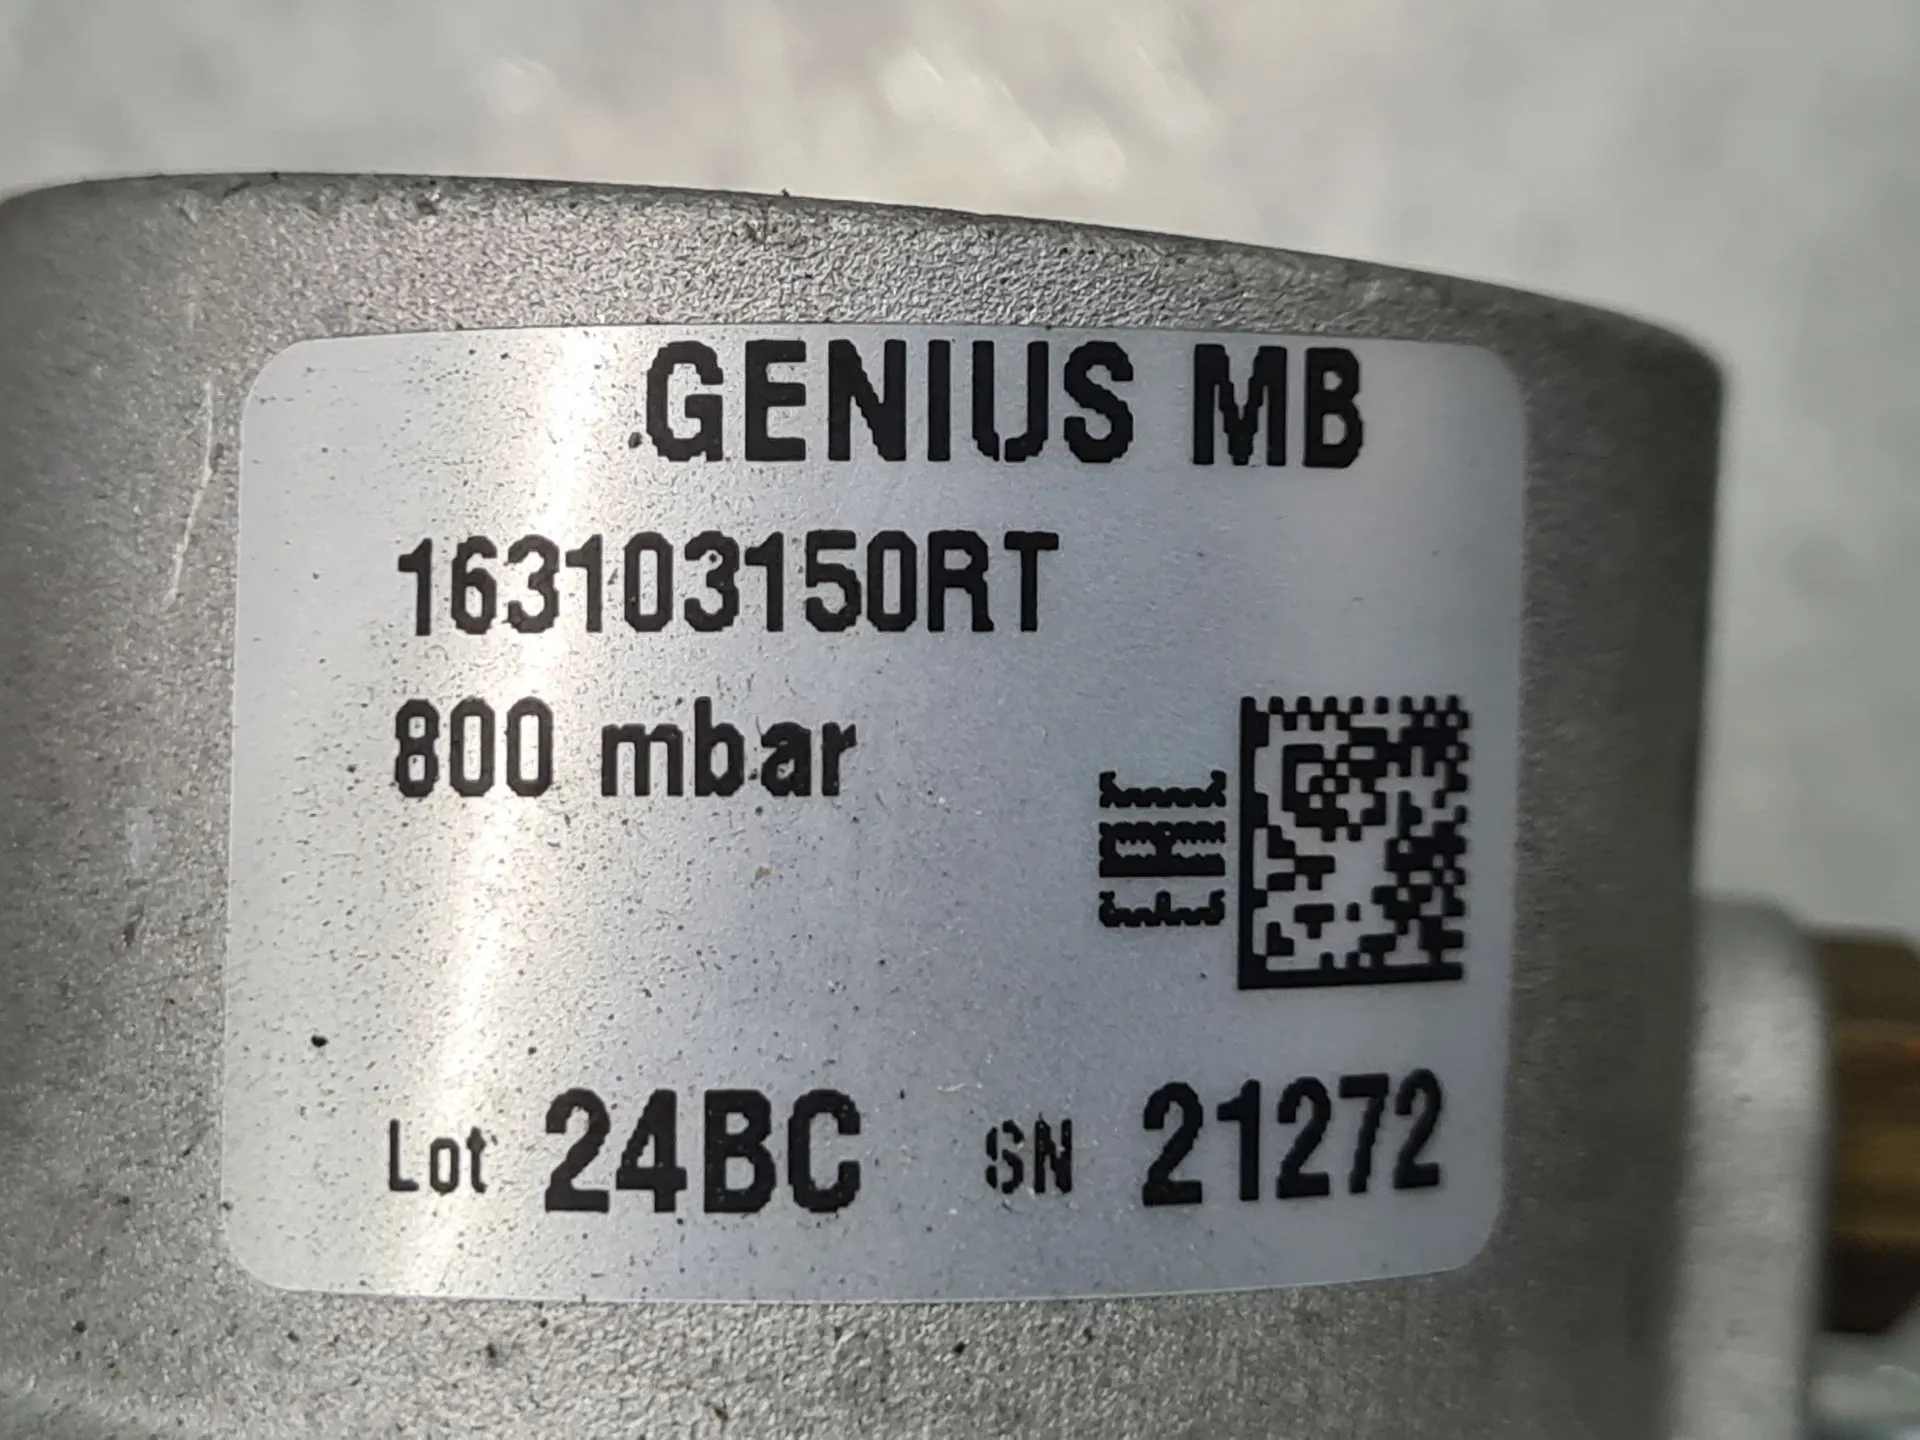 GENIUS MB
163103150RT
800 mbar
Lot 24BC SN 21272